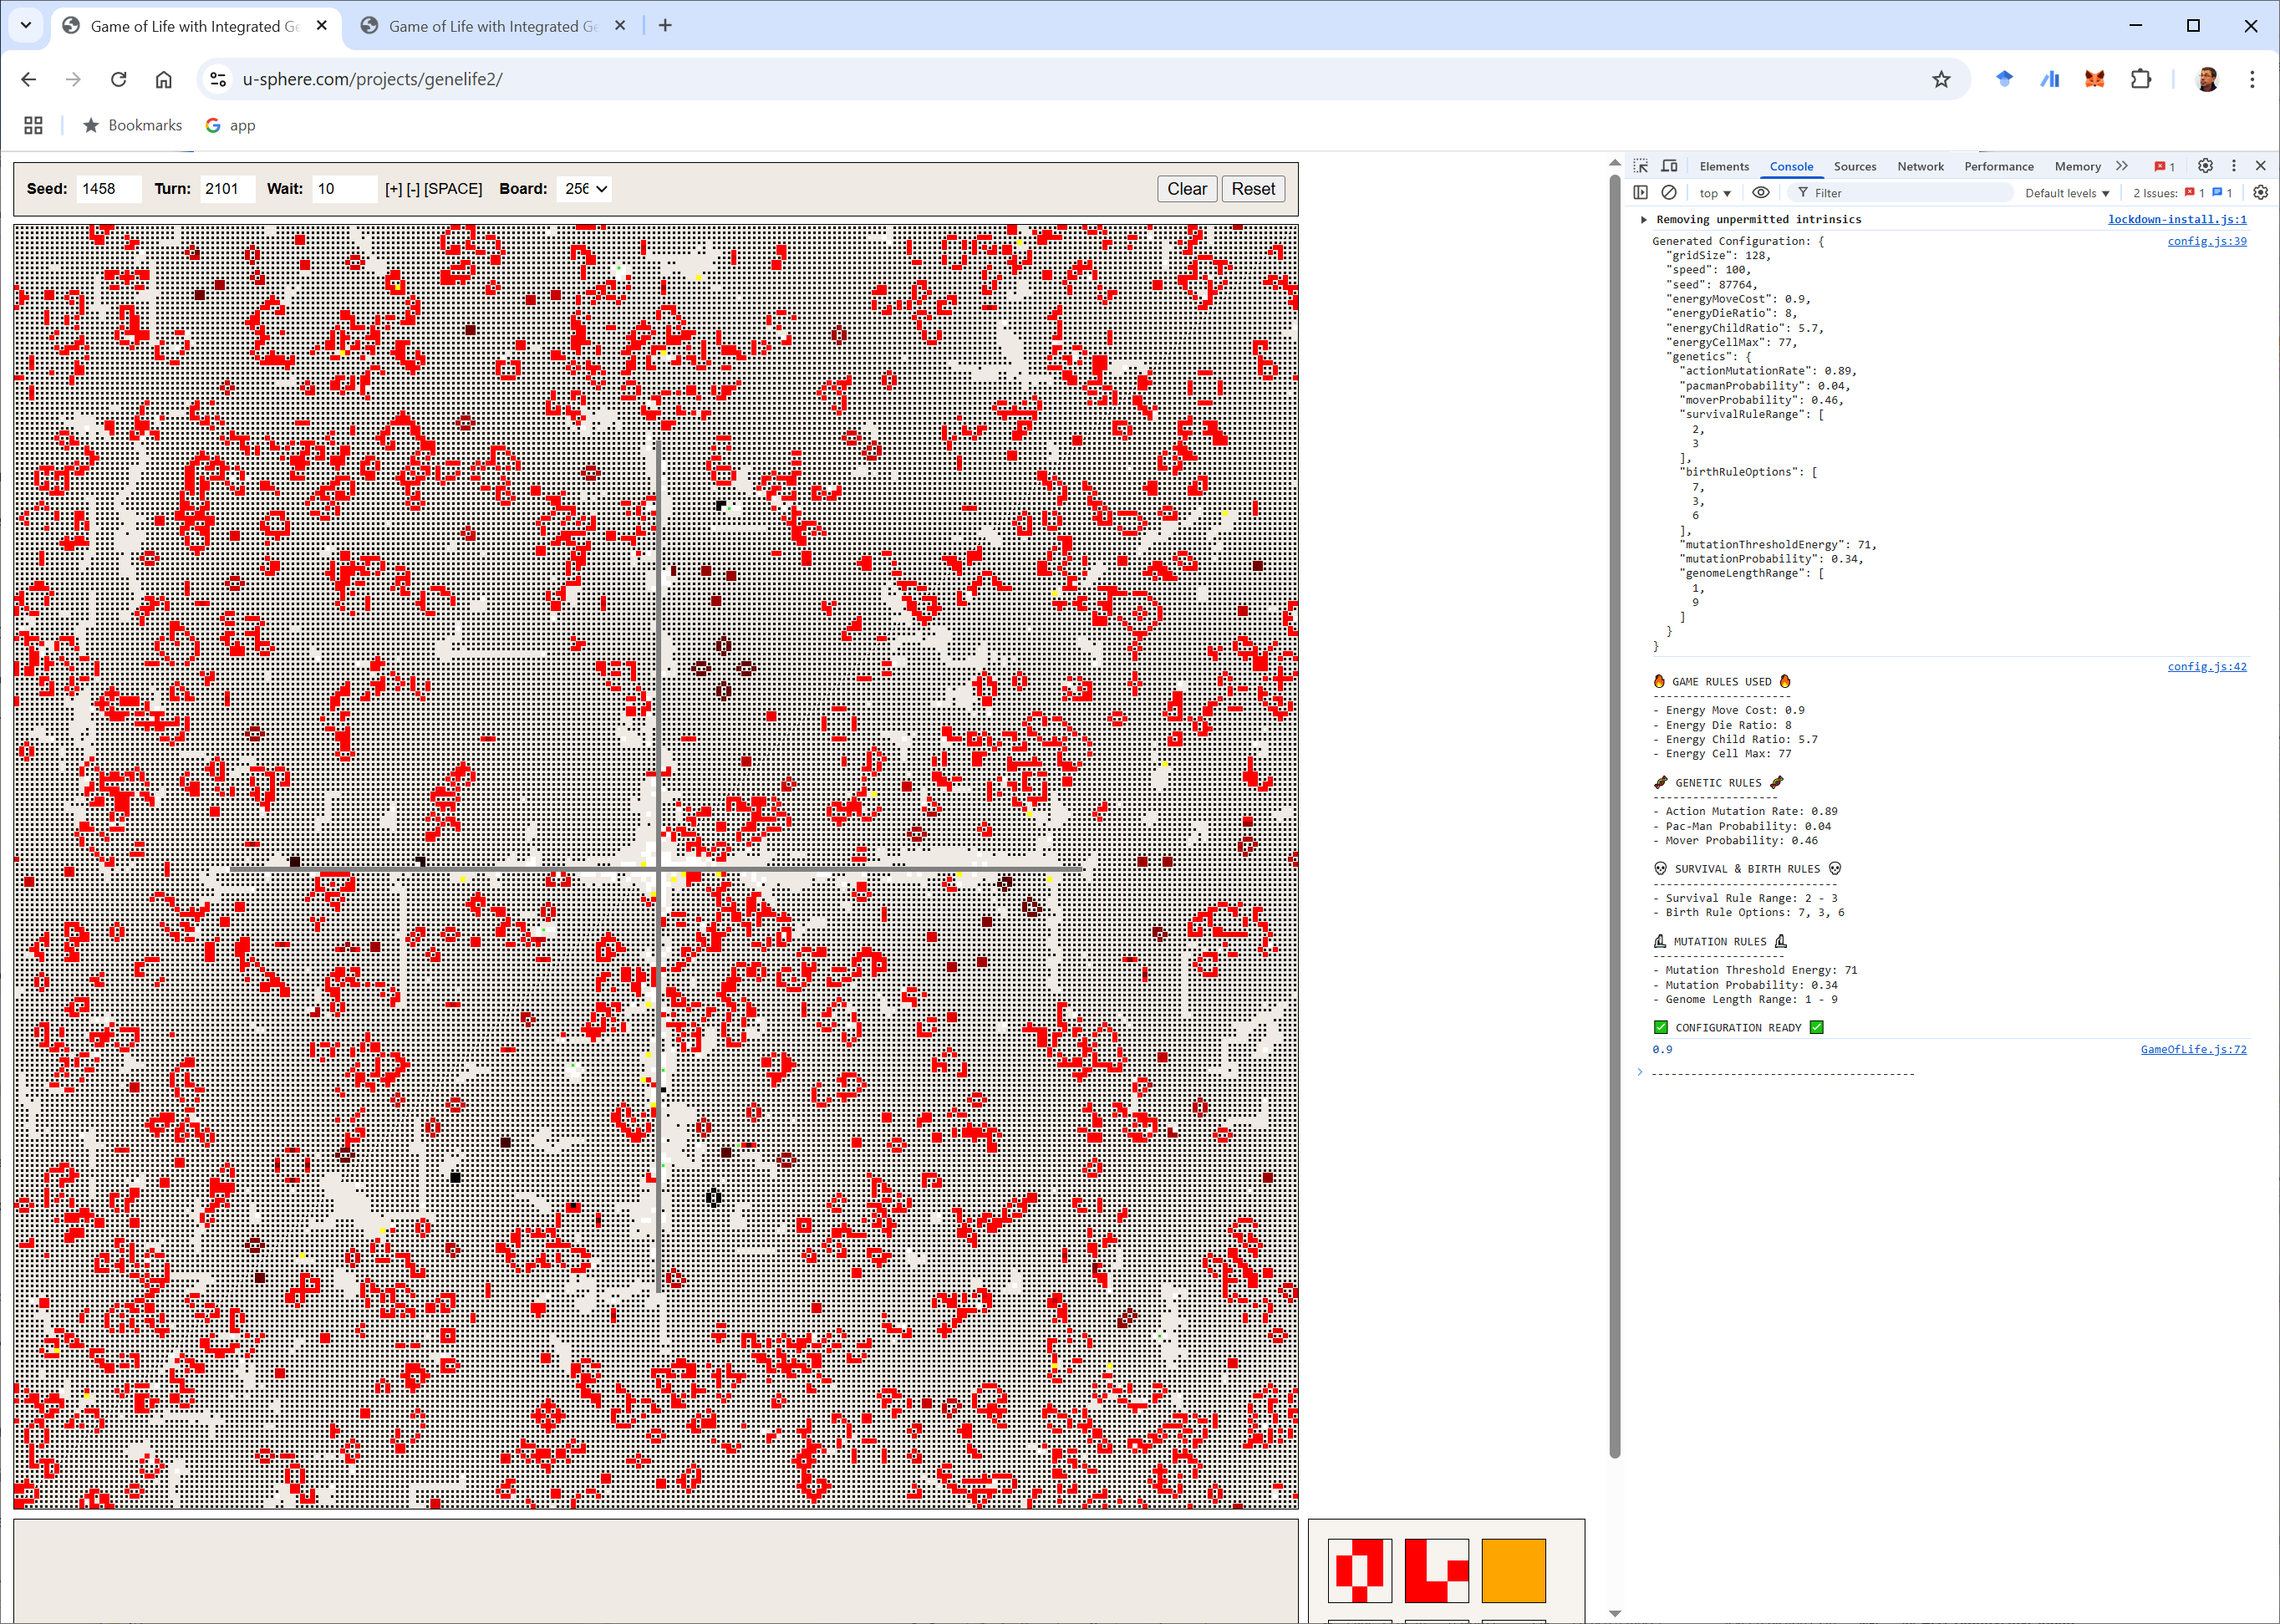 Game of Life with Integrated Ge
Game of Life with Integrated Ge
u-sphere.com/projects/genelife2/
Bookmarks
app
Seed: 1458 Turn: 2101 Wait: 10 [+] [-] [SPACE] Board: 256 Clear Reset
Elements Console Sources Network Performance Memory 1
top Filter Default levels 2 Issues: 1 1
Removing unpermitted intrinsics lockdown-install.js:1
Generated Configuration: { config.js:39
"gridSize": 128,
"speed": 100,
"seed": 87764,
"energyMoveCost": 0.9,
"energyDieRatio": 8,
"energyChildRatio": 5.7,
"energyCellMax": 77,
"genetics": {
"actionMutationRate": 0.89,
"pacmanProbability": 0.04,
"moverProbability": 0.46,
"survivalRuleRange": [
2,
3
],
"birthRuleOptions": [
7,
3,
6
],
"mutationThresholdEnergy": 71,
"mutationProbability": 0.34,
"genomeLengthRange": [
1,
9
]
}
}
config.js:42
🔥 GAME RULES USED 🔥
---------------------
- Energy Move Cost: 0.9
- Energy Die Ratio: 8
- Energy Child Ratio: 5.7
- Energy Cell Max: 77
GENETIC RULES
-------------------
- Action Mutation Rate: 0.89
- Pac-Man Probability: 0.04
- Mover Probability: 0.46
💀 SURVIVAL & BIRTH RULES 💀
----------------------------
- Survival Rule Range: 2 - 3
- Birth Rule Options: 7, 3, 6
MUTATION RULES
--------------------
- Mutation Threshold Energy: 71
- Mutation Probability: 0.34
- Genome Length Range: 1 - 9
✅ CONFIGURATION READY ✅
0.9 GameOfLife.js:72
----------------------------------------